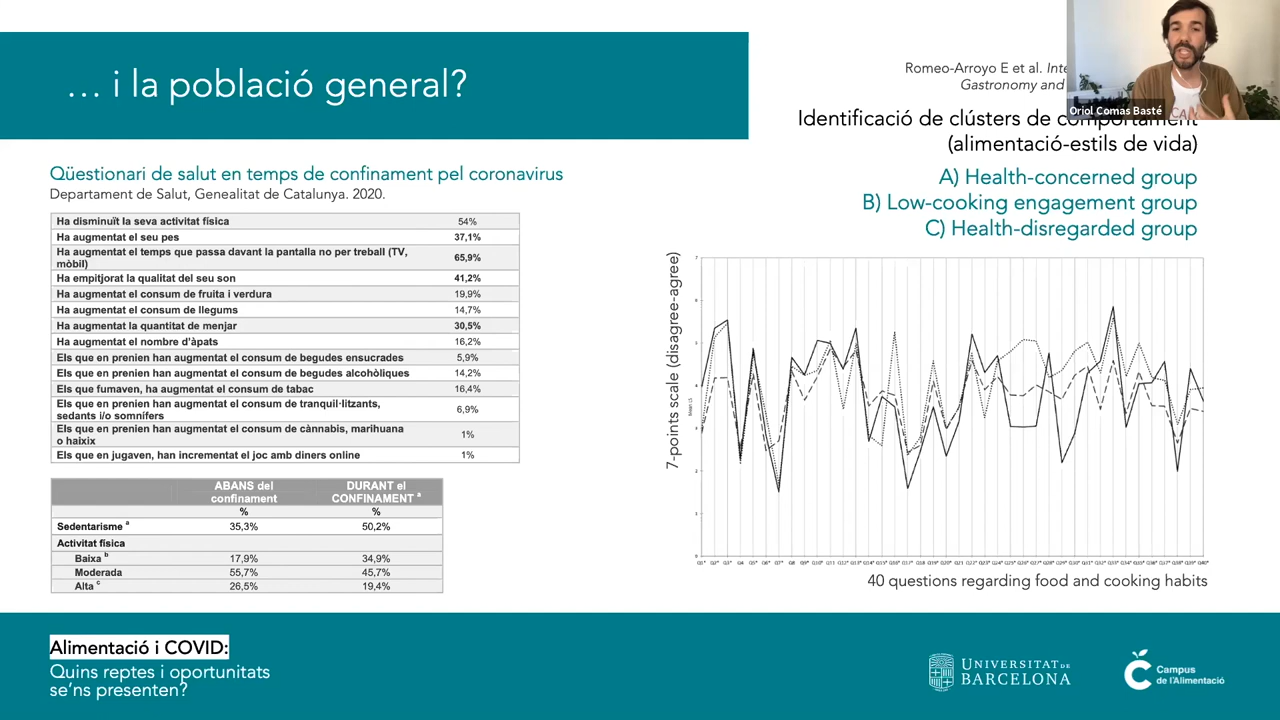 … i la població general?
Romeo-Arroyo E et al.
Gastronomy and
Oriol Comas Basté
Identificació de clústers de comportament
(alimentació-estils de vida)
A) Health-concerned group
B) Low-cooking engagement group
C) Health-disregarded group
Qüestionari de salut en temps de confinament pel coronavirus
Departament de Salut, Genealitat de Catalunya. 2020.
Ha disminuït la seva activitat física 54%
Ha augmentat el seu pes 37,1%
Ha augmentat el temps que passa davant la pantalla no per treball (TV,
mòbil) 65,9%
Ha empitjorat la qualitat del seu son 41,2%
Ha augmentat el consum de fruita i verdura 19,9%
Ha augmentat el consum de llegums 14,7%
Ha augmentat la quantitat de menjar 30,5%
Ha augmentat el nombre d'àpats 16,2%
Els que en prenien han augmentat el consum de begudes ensucrades 5,9%
Els que en prenien han augmentat el consum de begudes alcohòliques 14,2%
Els que fumaven, ha augmentat el consum de tabac 16,4%
Els que en prenien han augmentat el consum de tranquil·litzants,
sedants i/o somnífers 6,9%
Els que en prenien han augmentat el consum de cànnabis, marihuana
o haixix 1%
Els que en jugaven, han incrementat el joc amb diners online 1%
ABANS del
confinament
DURANT el
CONFINAMENT a
% %
Sedentarisme a 35,3% 50,2%
Activitat física
Baixa b 17,9% 34,9%
Moderada 55,7% 45,7%
Alta c 26,5% 19,4%
7-points scale (disagree-agree)
40 questions regarding food and cooking habits
Alimentació i COVID:
Quins reptes i oportunitats
se'ns presenten?
UNIVERSITAT DE
BARCELONA
Campus
de l'Alimentació